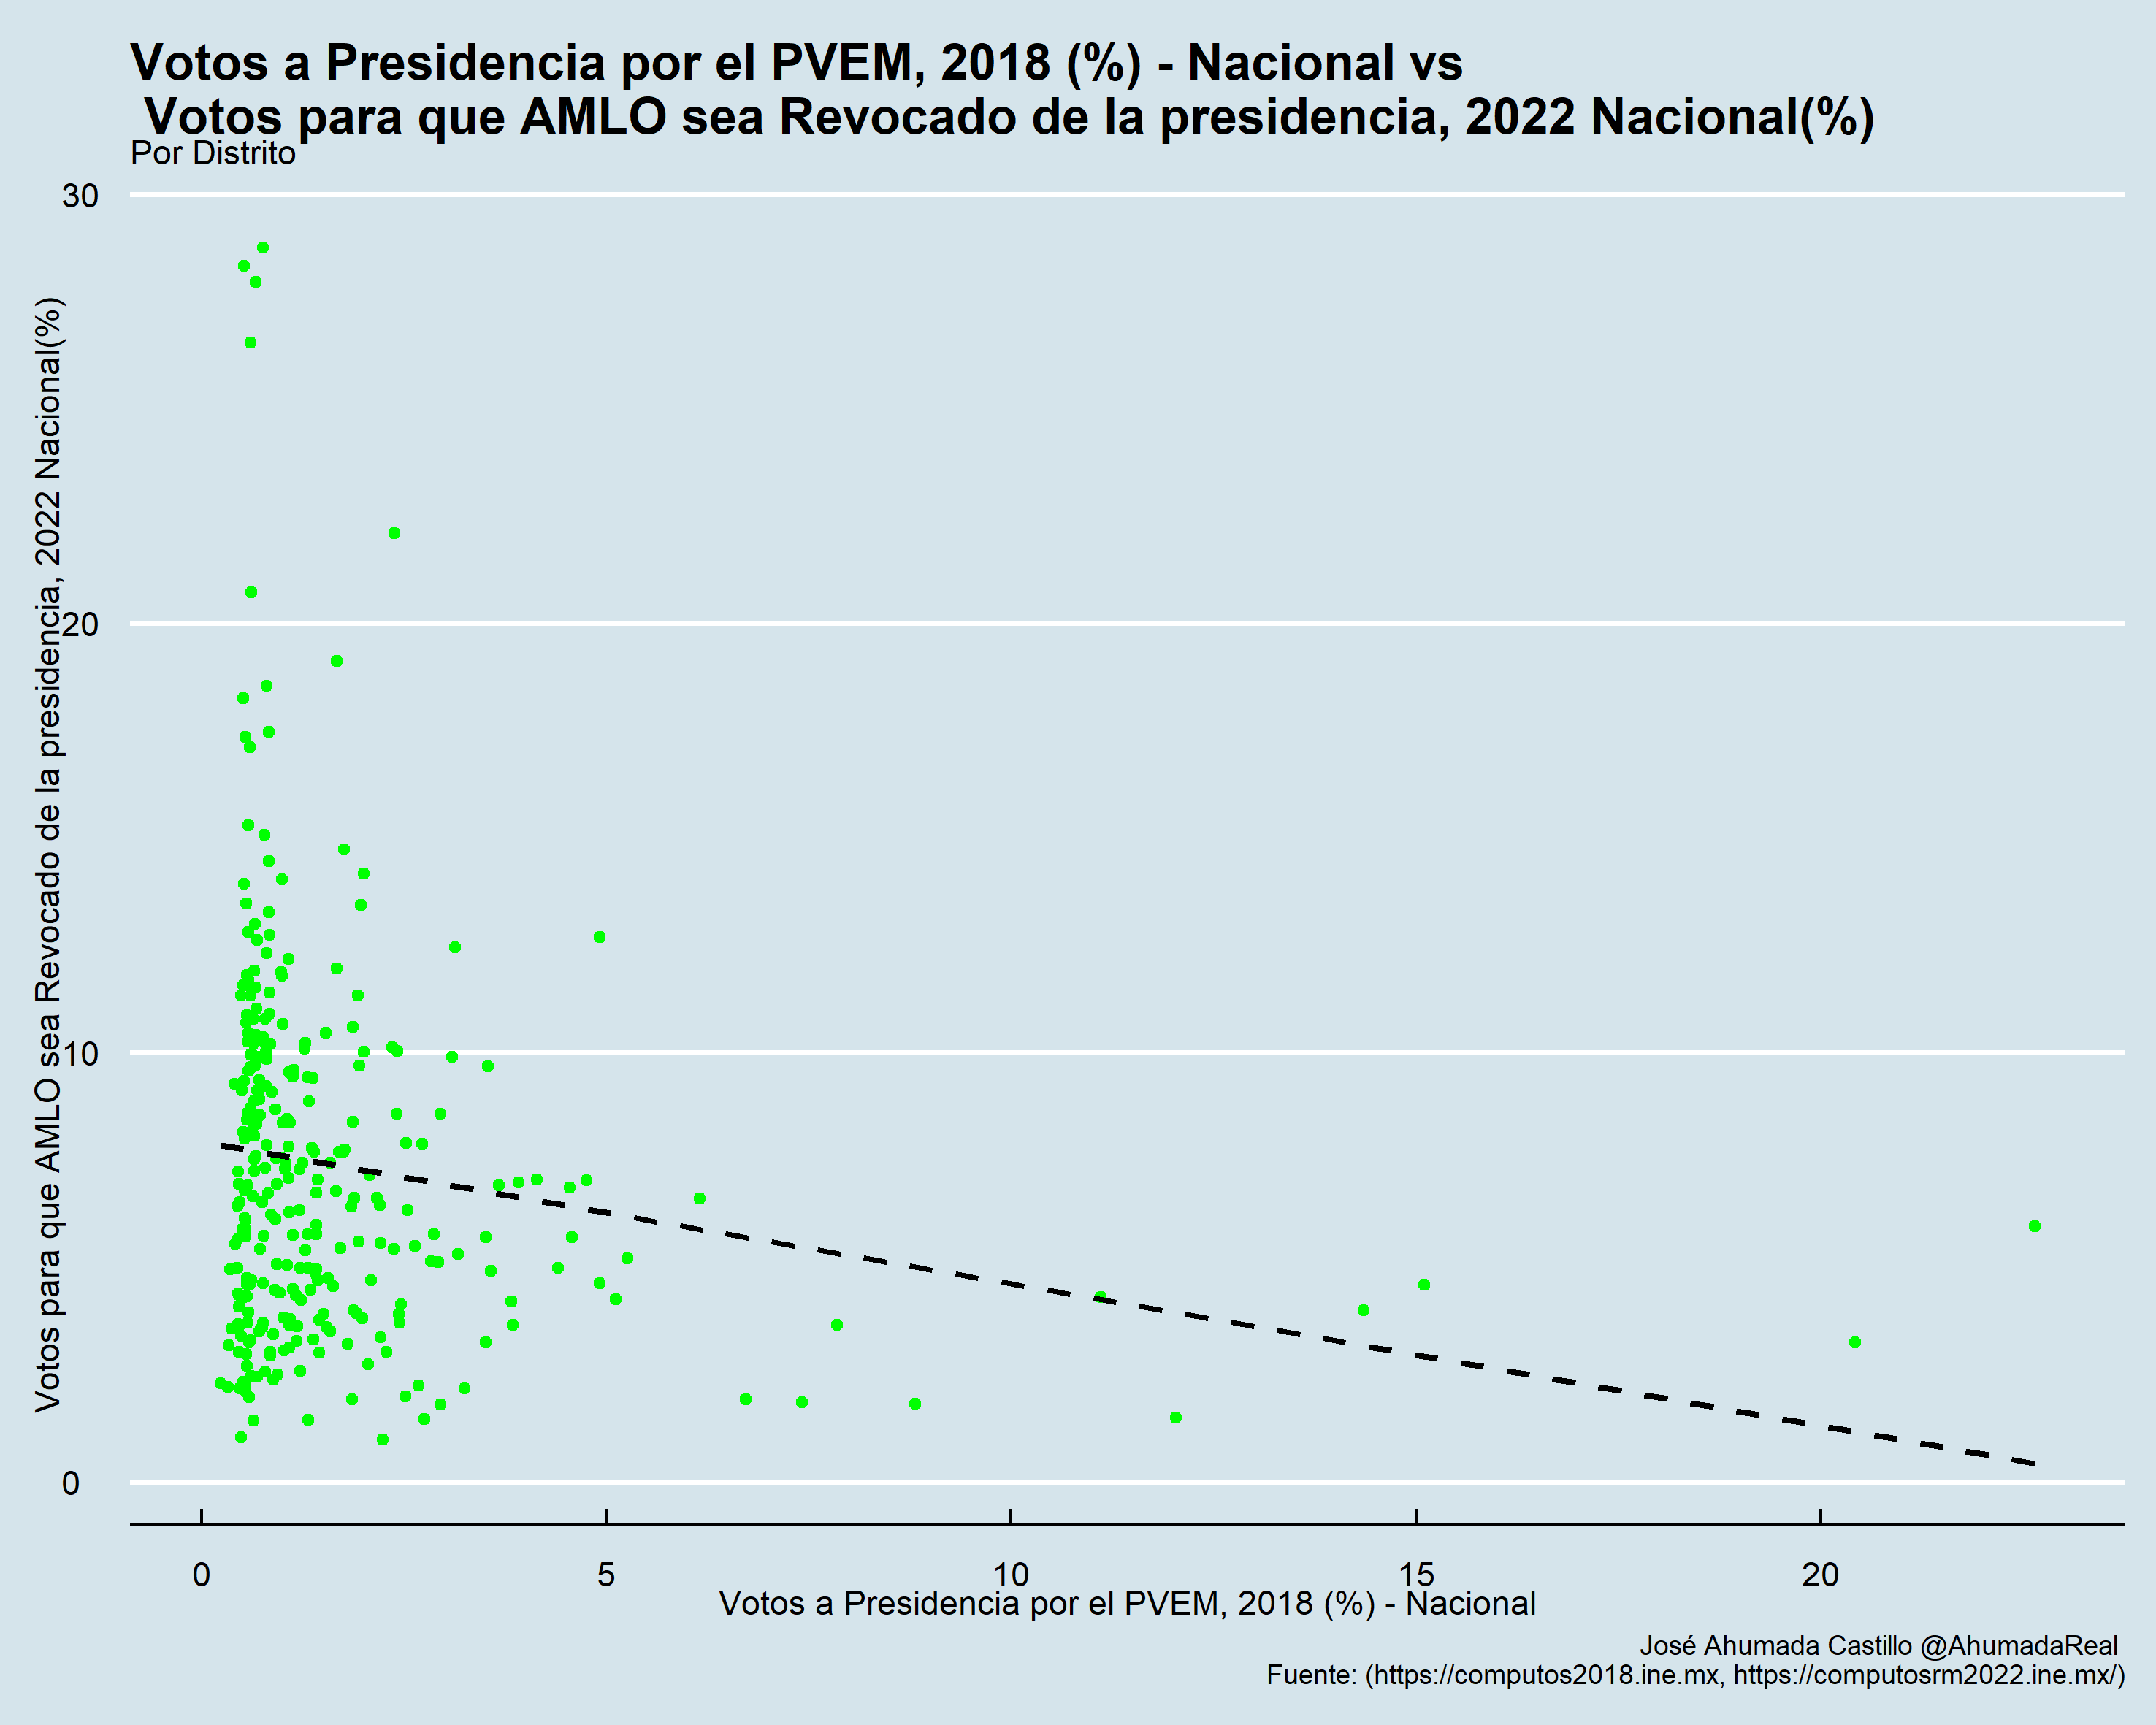 Votos a Presidencia por el PVEM, 2018 (%) - Nacional vs
Votos para que AMLO sea Revocado de la presidencia, 2022 Nacional(%)
Por Distrito
Votos para que AMLO sea Revocado de la presidencia, 2022 Nacional(%)
30
20
10
0
0
5
10
15
20
Votos a Presidencia por el PVEM, 2018 (%) - Nacional
José Ahumada Castillo @AhumadaReal
Fuente: (https://computos2018.ine.mx, https://computosrm2022.ine.mx/)